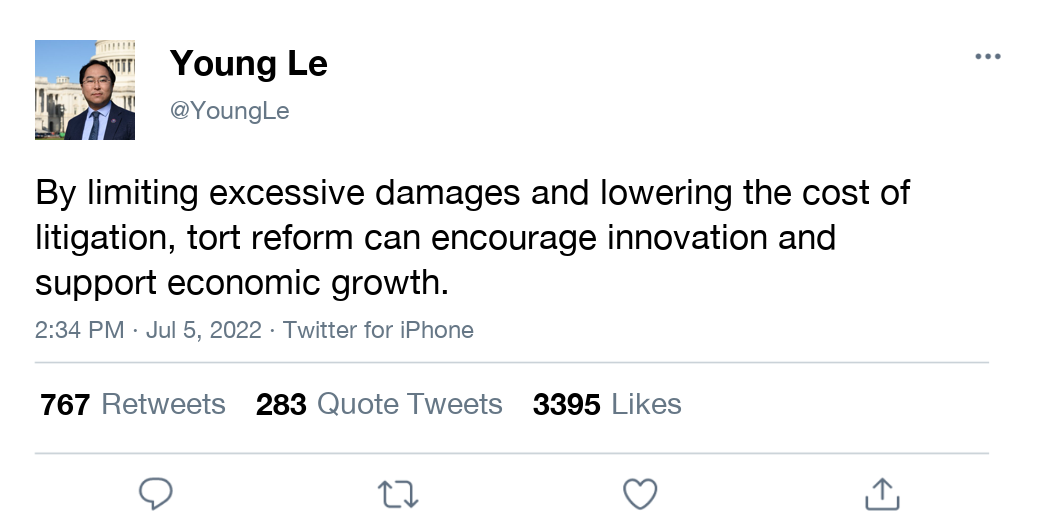 Young Le
@YoungLe
By limiting excessive damages and lowering the cost of
litigation, tort reform can encourage innovation and
support economic growth.
2:34 PM · Jul 5, 2022 · Twitter for iPhone
767 Retweets 283 Quote Tweets 3395 Likes